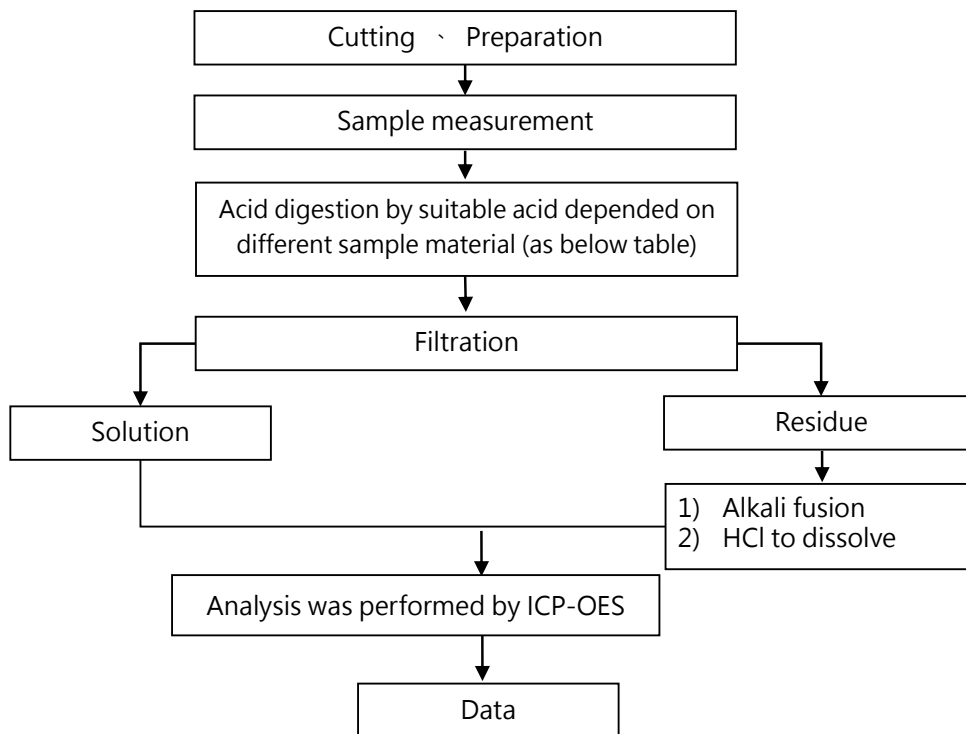 Cutting 、 Preparation
Sample measurement
Acid digestion by suitable acid depended on
different sample material (as below table)
Filtration
Solution
Residue
1) Alkali fusion
2) HCl to dissolve
Analysis was performed by ICP-OES
Data